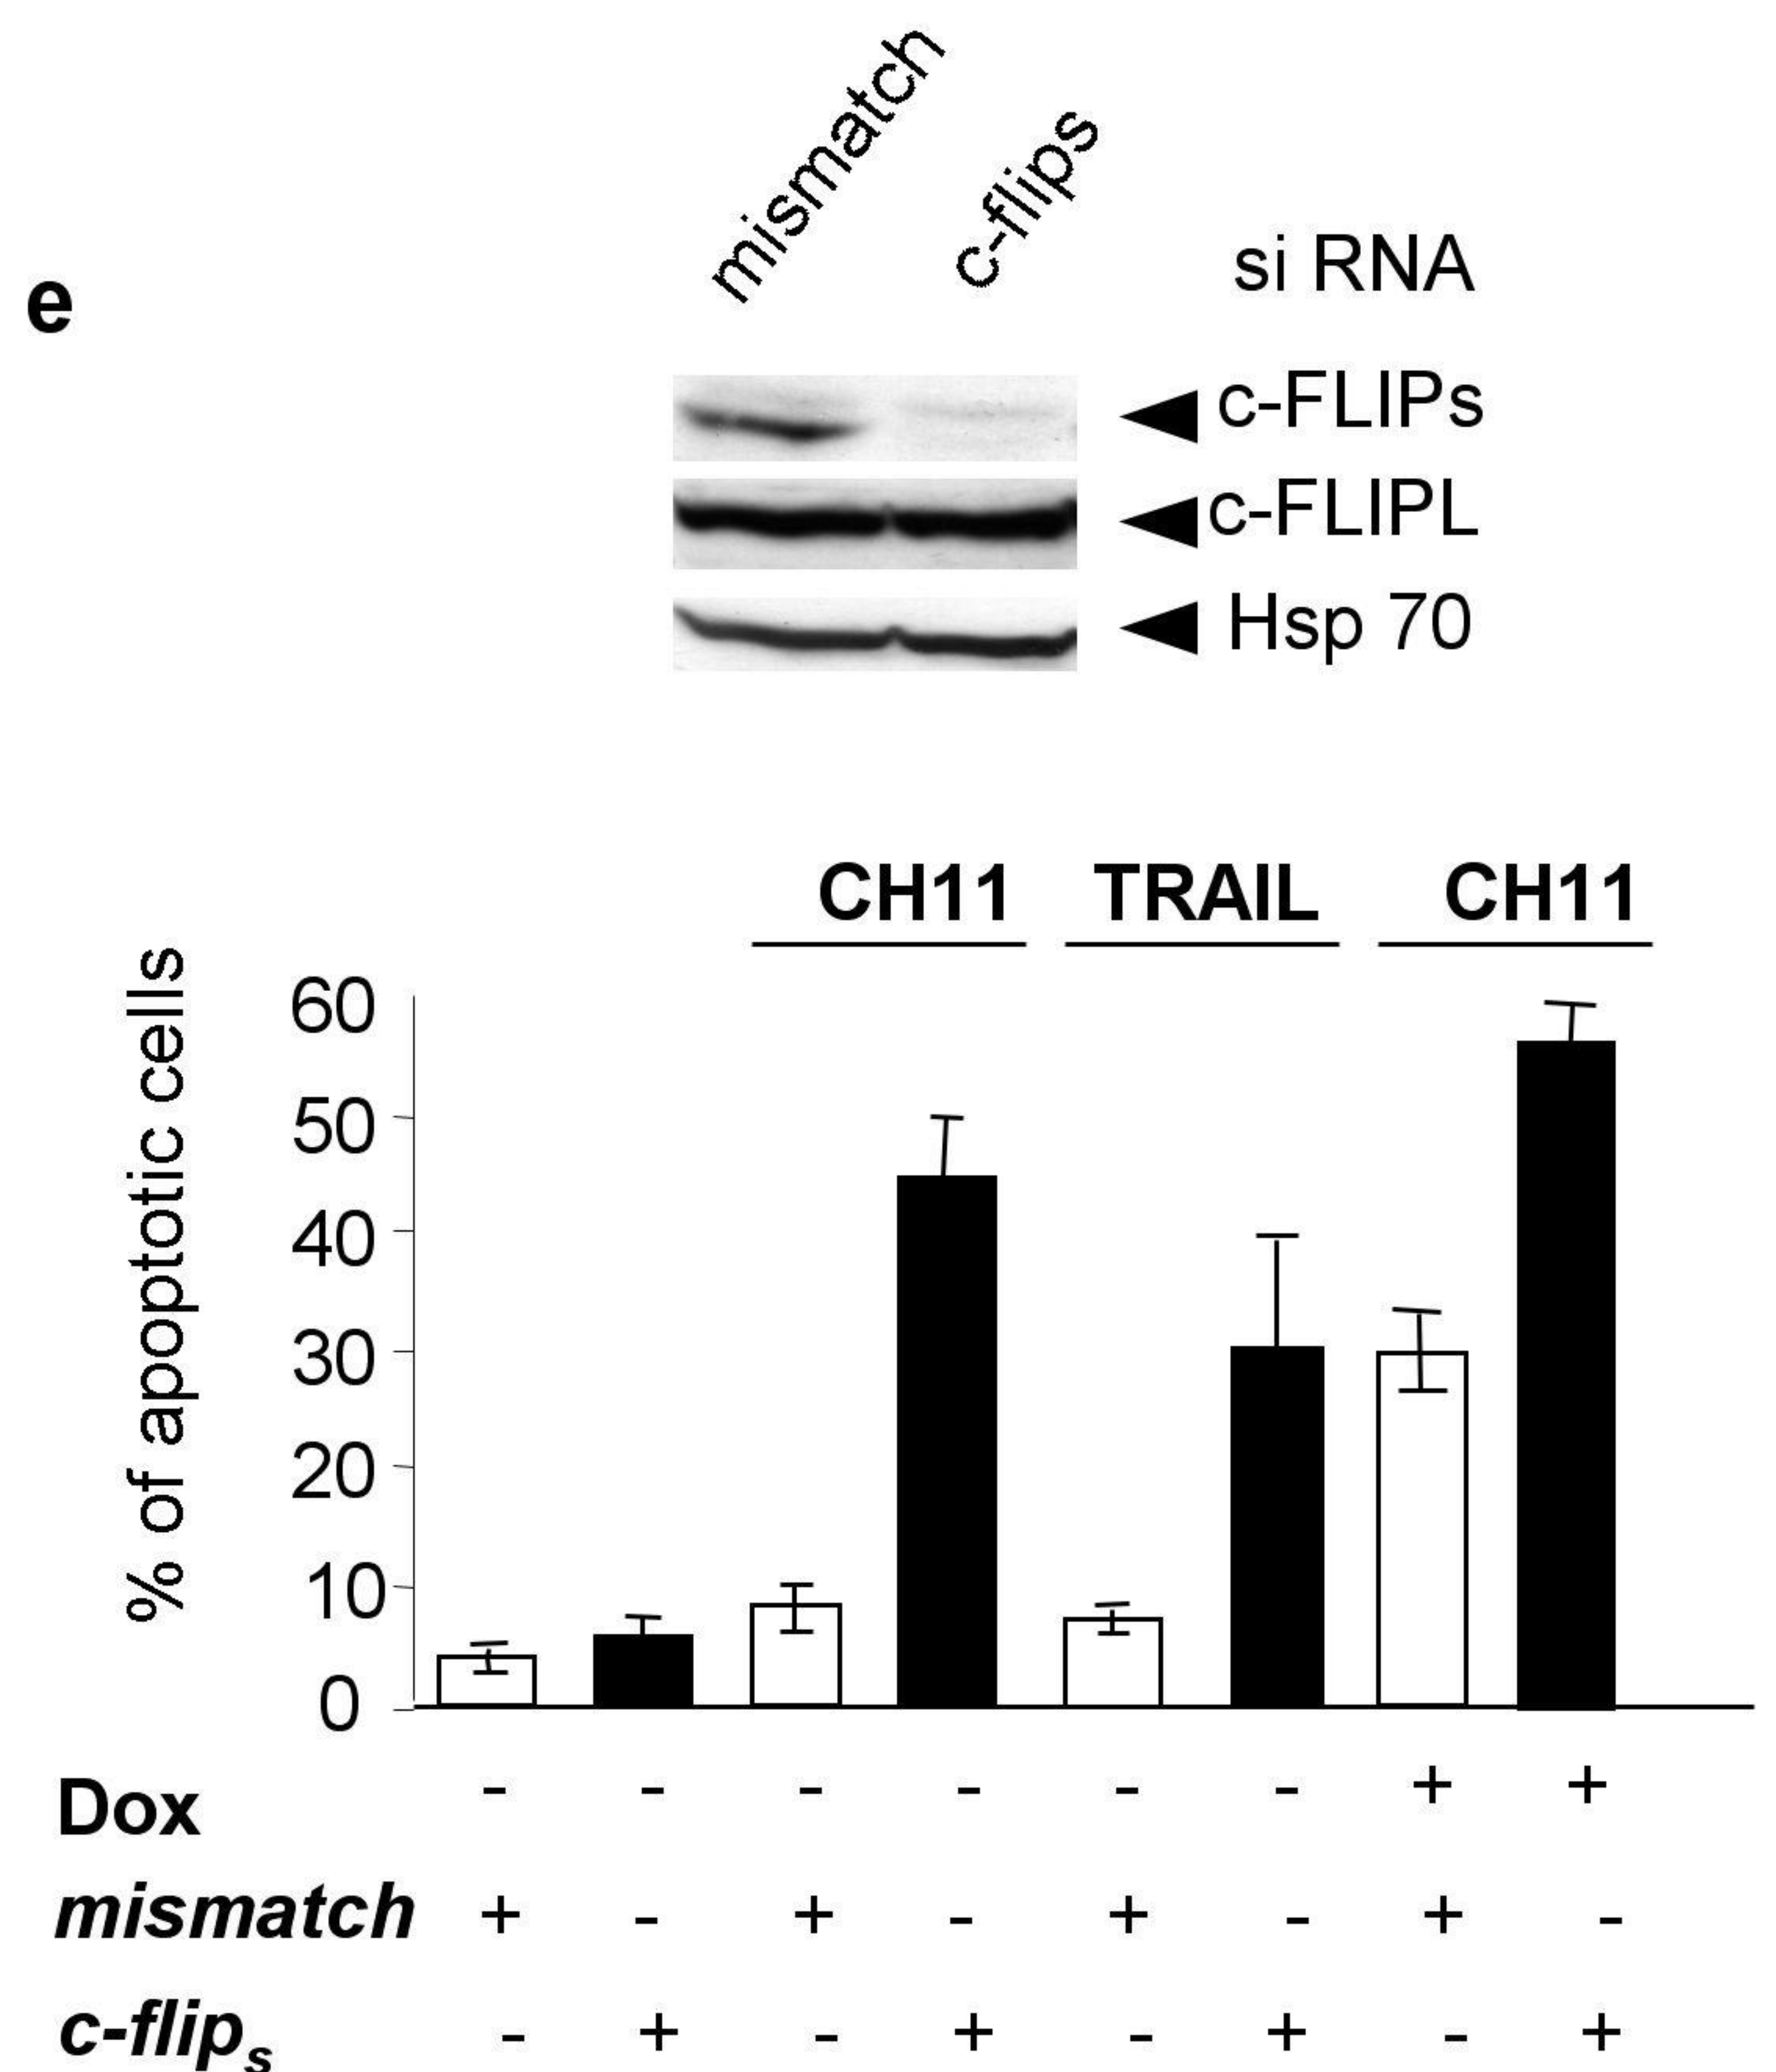 mismatch
c-flips
si RNA
e
c-FLIPs
c-FLIPL
Hsp 70
CH11 TRAIL CH11
% of apoptotic cells
60
50
40
30
20
10
0
Dox - - - - - - + +
mismatch + - + - + - + -
c-flips - + - + - + - +